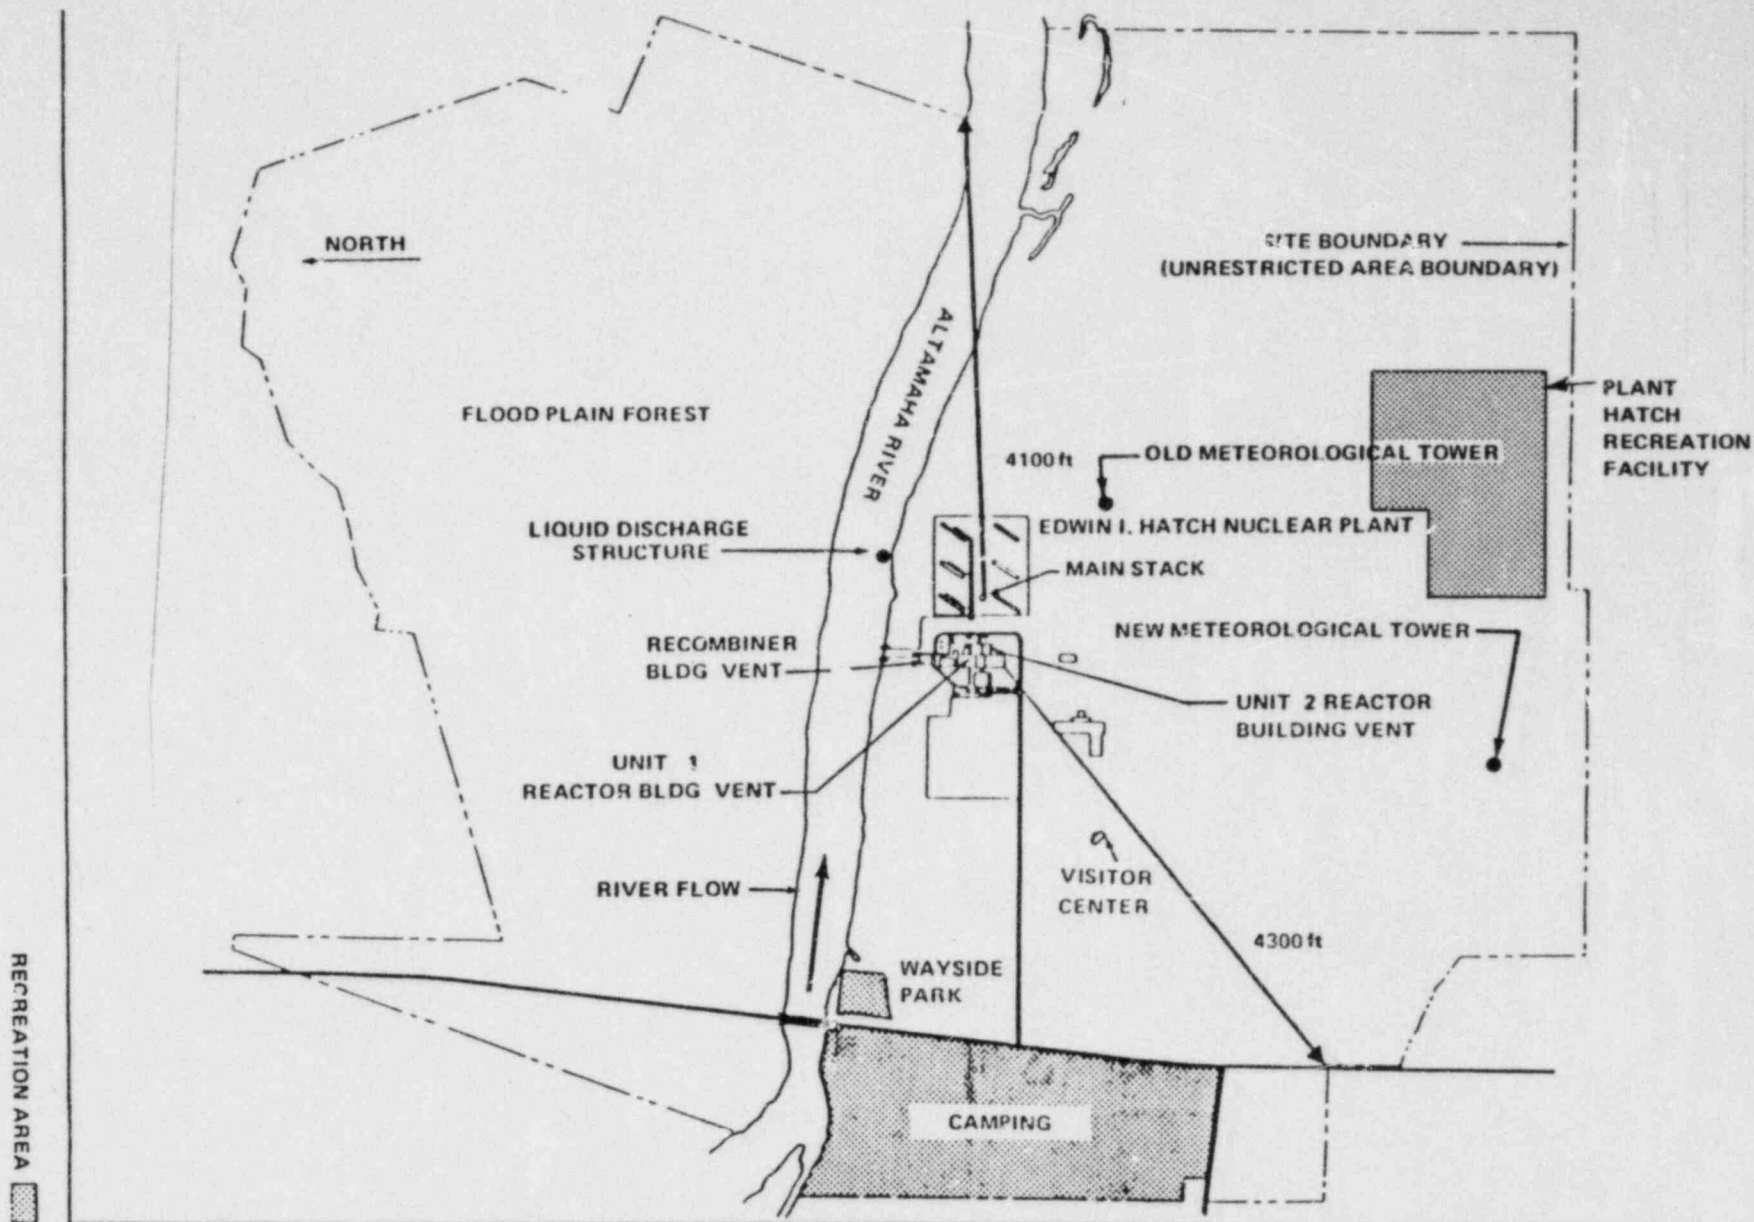 NORTH
SITE BOUNDARY
(UNRESTRICTED AREA BOUNDARY)
ALTAMAHA RIVER
FLOOD PLAIN FOREST
PLANT
HATCH
RECREATION
FACILITY
4100 ft
OLD METEOROLOGICAL TOWER
LIQUID DISCHARGE
STRUCTURE
EDWIN I. HATCH NUCLEAR PLANT
MAIN STACK
RECOMBINER
BLDG VENT
NEW METEOROLOGICAL TOWER
UNIT 2 REACTOR
BUILDING VENT
UNIT 1
REACTOR BLDG VENT
RIVER FLOW
VISITOR
CENTER
4300 ft
WAYSIDE
PARK
CAMPING
RECREATION AREA